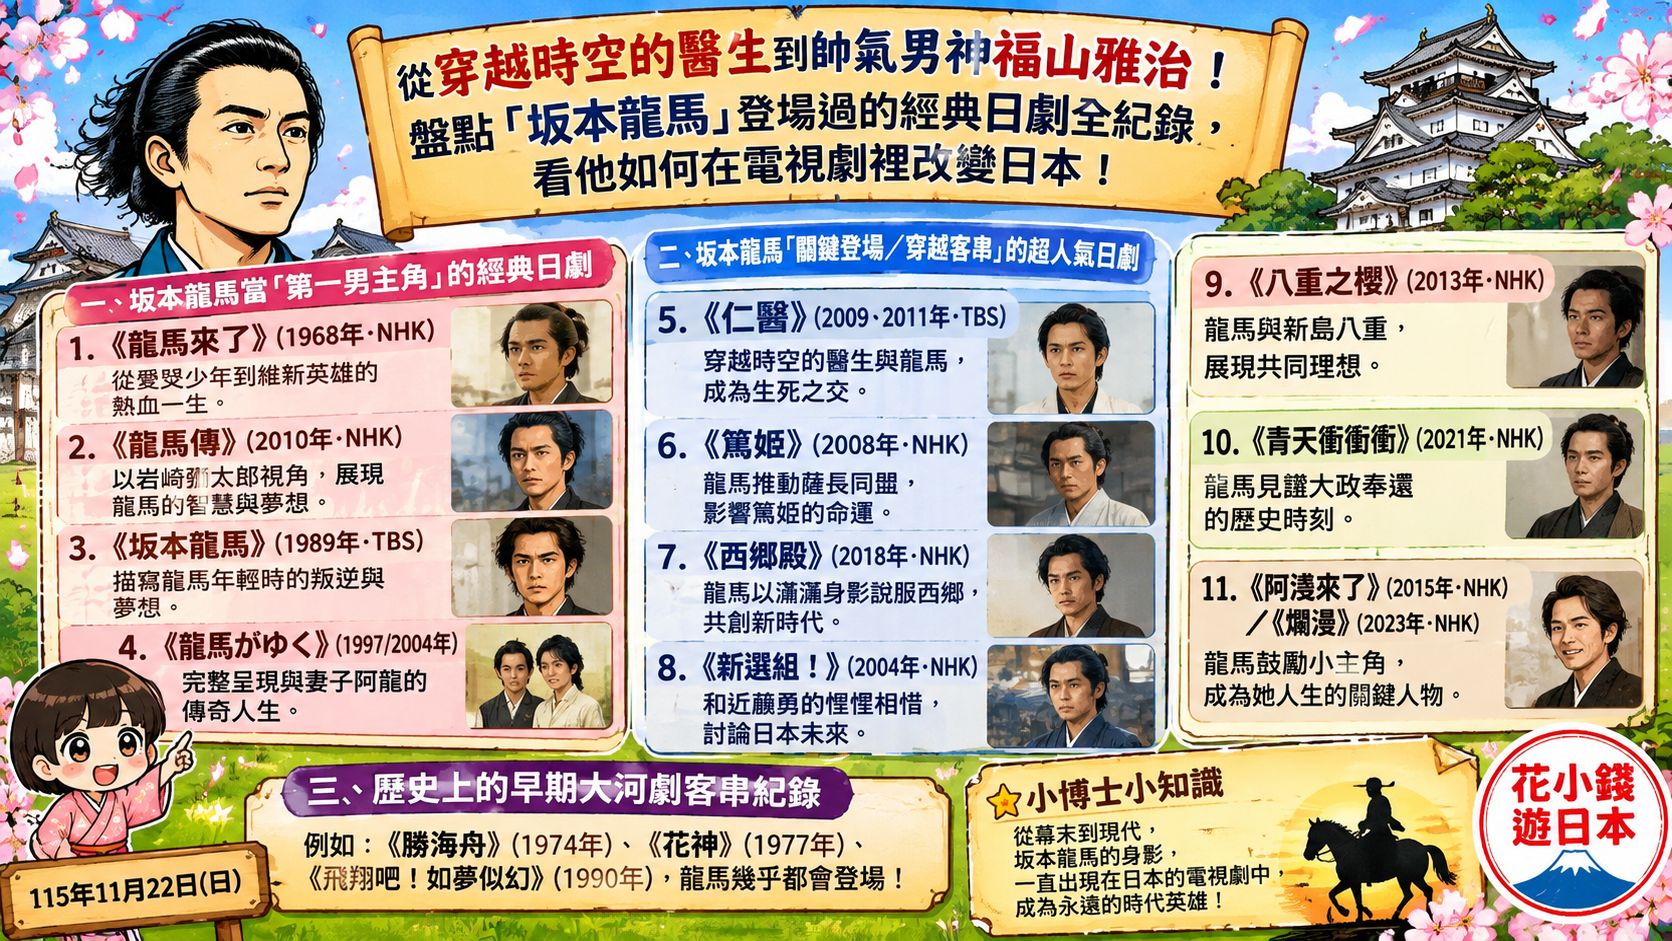 從穿越時空的醫生到帥氣男神福山雅治！
盤點「坂本龍馬」登場過的經典日劇全紀錄，
看他如何在電視劇裡改變日本！
一、坂本龍馬當「第一男主角」的經典日劇
1.《龍馬來了》(1968年·NHK)
從愛哭少年到維新英雄的
熱血一生。
2.《龍馬傳》(2010年·NHK)
以岩崎彌太郎視角，展現
龍馬的智慧與夢想。
3.《坂本龍馬》(1989年·TBS)
描寫龍馬年輕時的叛逆與
夢想。
4.《龍馬がゆく》(1997/2004年)
完整呈現與妻子阿龍的
傳奇人生。
二、坂本龍馬「關鍵登場／穿越客串」的超人氣日劇
5.《仁醫》(2009·2011年·TBS)
穿越時空的醫生與龍馬，
成為生死之交。
6.《篤姬》(2008年·NHK)
龍馬推動薩長同盟，
影響篤姬的命運。
7.《西鄉殿》(2018年·NHK)
龍馬以滿滿身影說服西鄉，
共創新時代。
8.《新選組！》(2004年·NHK)
和近藤勇的惺惺相惜，
討論日本未來。
9.《八重之櫻》(2013年·NHK)
龍馬與新島八重，
展現共同理想。
10.《青天衝衝衝》(2021年·NHK)
龍馬見證大政奉還
的歷史時刻。
11.《阿淺來了》(2015年·NHK)
／《爛漫》(2023年·NHK)
龍馬鼓勵小主角，
成為她人生的關鍵人物。
三、歷史上的早期大河劇客串紀錄
例如：《勝海舟》(1974年)、《花神》(1977年)、
《飛翔吧！如夢似幻》(1990年)，龍馬幾乎都會登場！
小博士小知識
從幕末到現代，
坂本龍馬的身影，
一直出現在日本的電視劇中，
成為永遠的時代英雄！
115年11月22日(日)
花小錢
遊日本